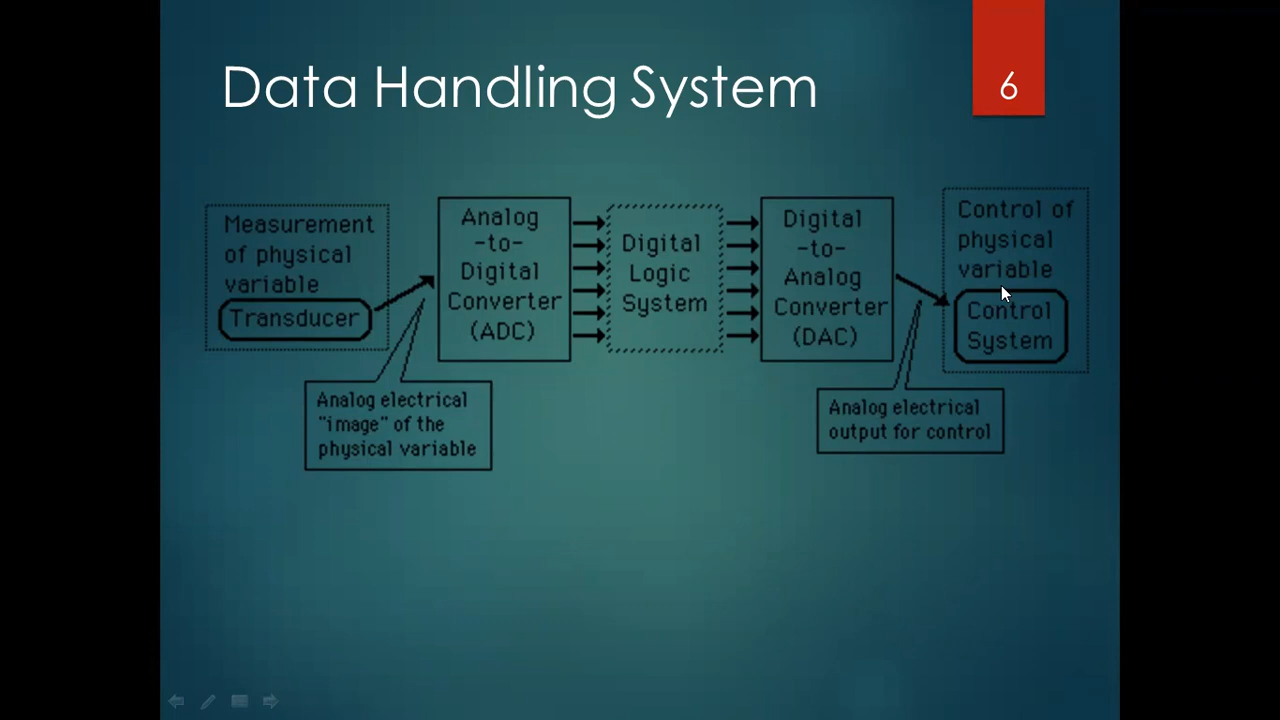 Data Handling System
6
Measurement
of physical
variable
Transducer
Analog
-to-
Digital
Converter
(ADC)
Digital
Logic
System
Digital
-to-
Analog
Converter
(DAC)
Control of
physical
variable
Control
System
Analog electrical
"image" of the
physical variable
Analog electrical
output for control